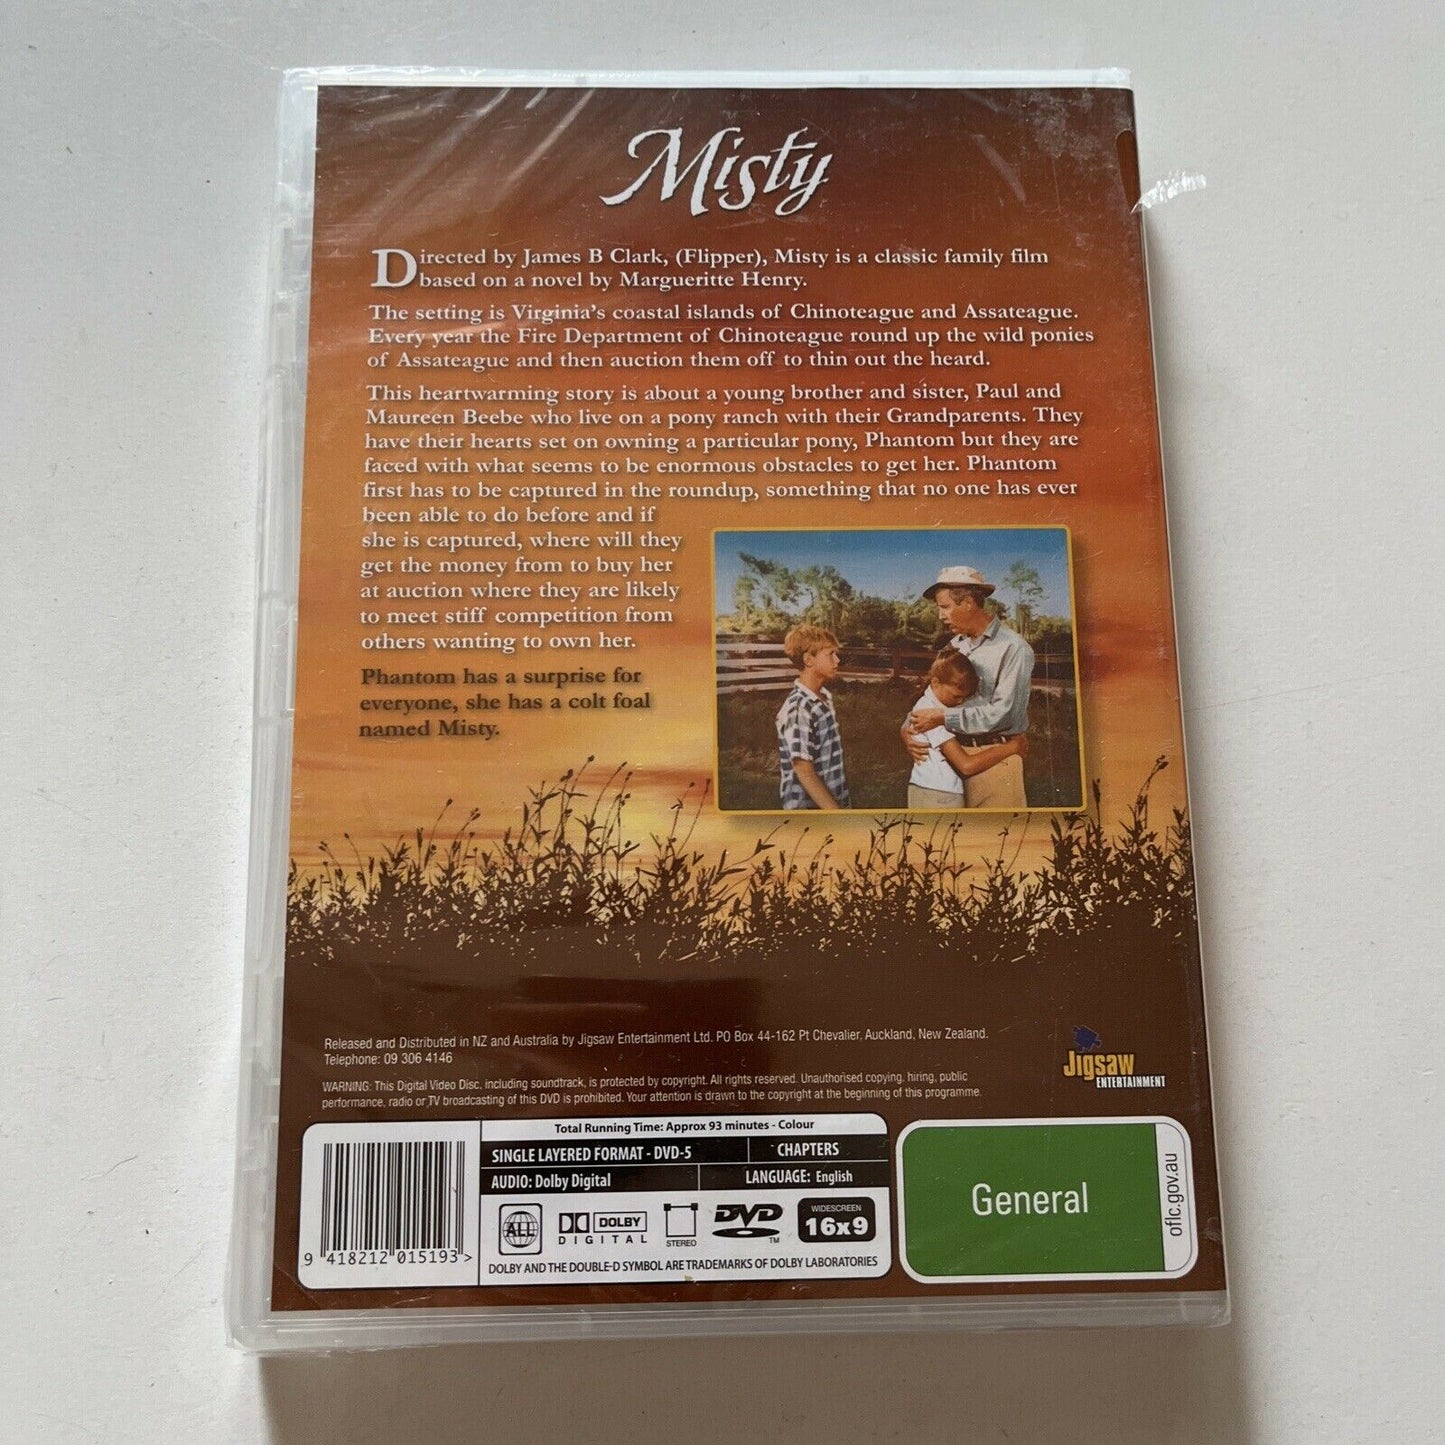 Misty
Directed by James B Clark, (Flipper), Misty is a classic family film
based on a novel by Margueritte Henry.
The setting is Virginia's coastal islands of Chinoteague and Assateague.
Every year the Fire Department of Chinoteague round up the wild ponies
of Assateague and then auction them off to thin out the heard.
This heartwarming story is about a young brother and sister, Paul and
Maureen Beebe who live on a pony ranch with their Grandparents. They
have their hearts set on owning a particular pony, Phantom but they are
faced with what seems to be enormous obstacles to get her. Phantom
first has to be captured in the roundup, something that no one has ever
been able to do before and if
she is captured, where will they
get the money from to buy her
at auction where they are likely
to meet stiff competition from
others wanting to own her.
Phantom has a surprise for
everyone, she has a colt foal
named Misty.
Released and Distributed in NZ and Australia by Jigsaw Entertainment Ltd. PO Box 44-162 Pt Chevalier, Auckland, New Zealand.
Telephone: 09 306 4146
Jigsaw
ENTERTAINMENT
WARNING: This Digital Video Disc, including soundtrack, is protected by copyright. All rights reserved. Unauthorised copying, hiring, public
performance, radio or TV broadcasting of this DVD is prohibited. Your attention is drawn to the copyright at the beginning of this programme.
Total Running Time: Approx 93 minutes - Colour
SINGLE LAYERED FORMAT - DVD-5 CHAPTERS
AUDIO: Dolby Digital LANGUAGE: English
ALL DOLBY DIGITAL STEREO DVD TM WIDESCREEN 16x9
DOLBY AND THE DOUBLE-D SYMBOL ARE TRADEMARKS OF DOLBY LABORATORIES
9 418212 015193 >
General
oflc.gov.au